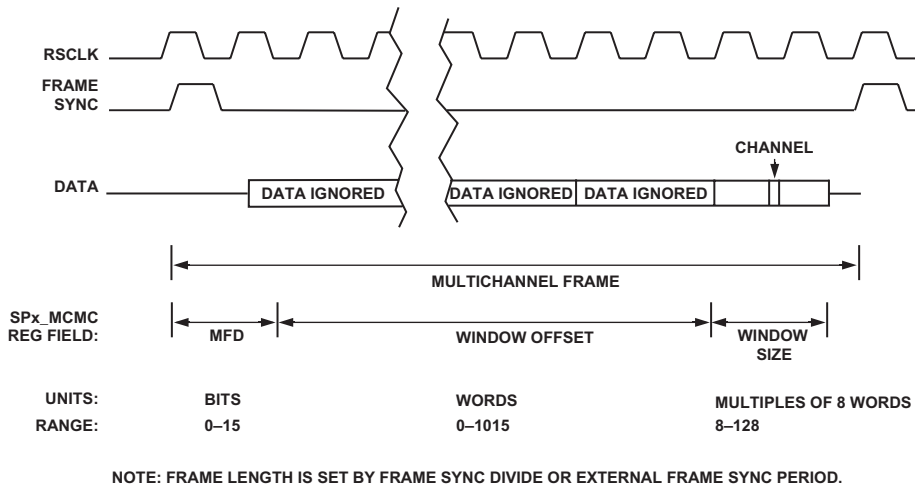 RSCLK
FRAME
SYNC
CHANNEL
DATA
DATA IGNORED
DATA IGNORED
DATA IGNORED
MULTICHANNEL FRAME
SPx_MCMC
REG FIELD:
MFD
WINDOW OFFSET
WINDOW
SIZE
UNITS:
BITS
WORDS
MULTIPLES OF 8 WORDS
RANGE:
0–15
0–1015
8–128
NOTE: FRAME LENGTH IS SET BY FRAME SYNC DIVIDE OR EXTERNAL FRAME SYNC PERIOD.